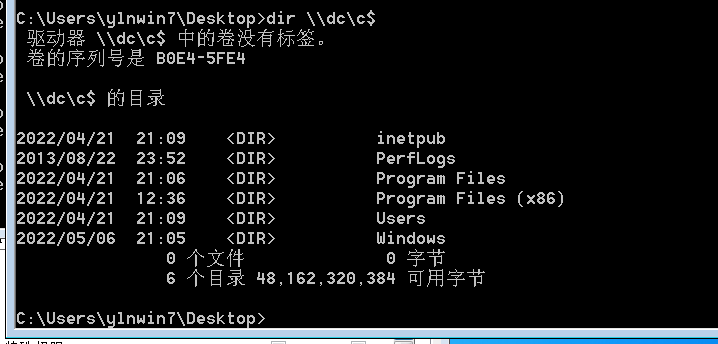 C:\Users\ylnwin7\Desktop>dir \\dc\c$
驱动器 \\dc\c$ 中的卷没有标签。
卷的序列号是 B0E4-5FE4
\\dc\c$ 的目录
2022/04/21  21:09    <DIR>          inetpub
2013/08/22  23:52    <DIR>          PerfLogs
2022/04/21  21:06    <DIR>          Program Files
2022/04/21  12:36    <DIR>          Program Files (x86)
2022/04/21  21:09    <DIR>          Users
2022/05/06  21:05    <DIR>          Windows
0 个文件              0 字节
6 个目录 48,162,320,384 可用字节
C:\Users\ylnwin7\Desktop>